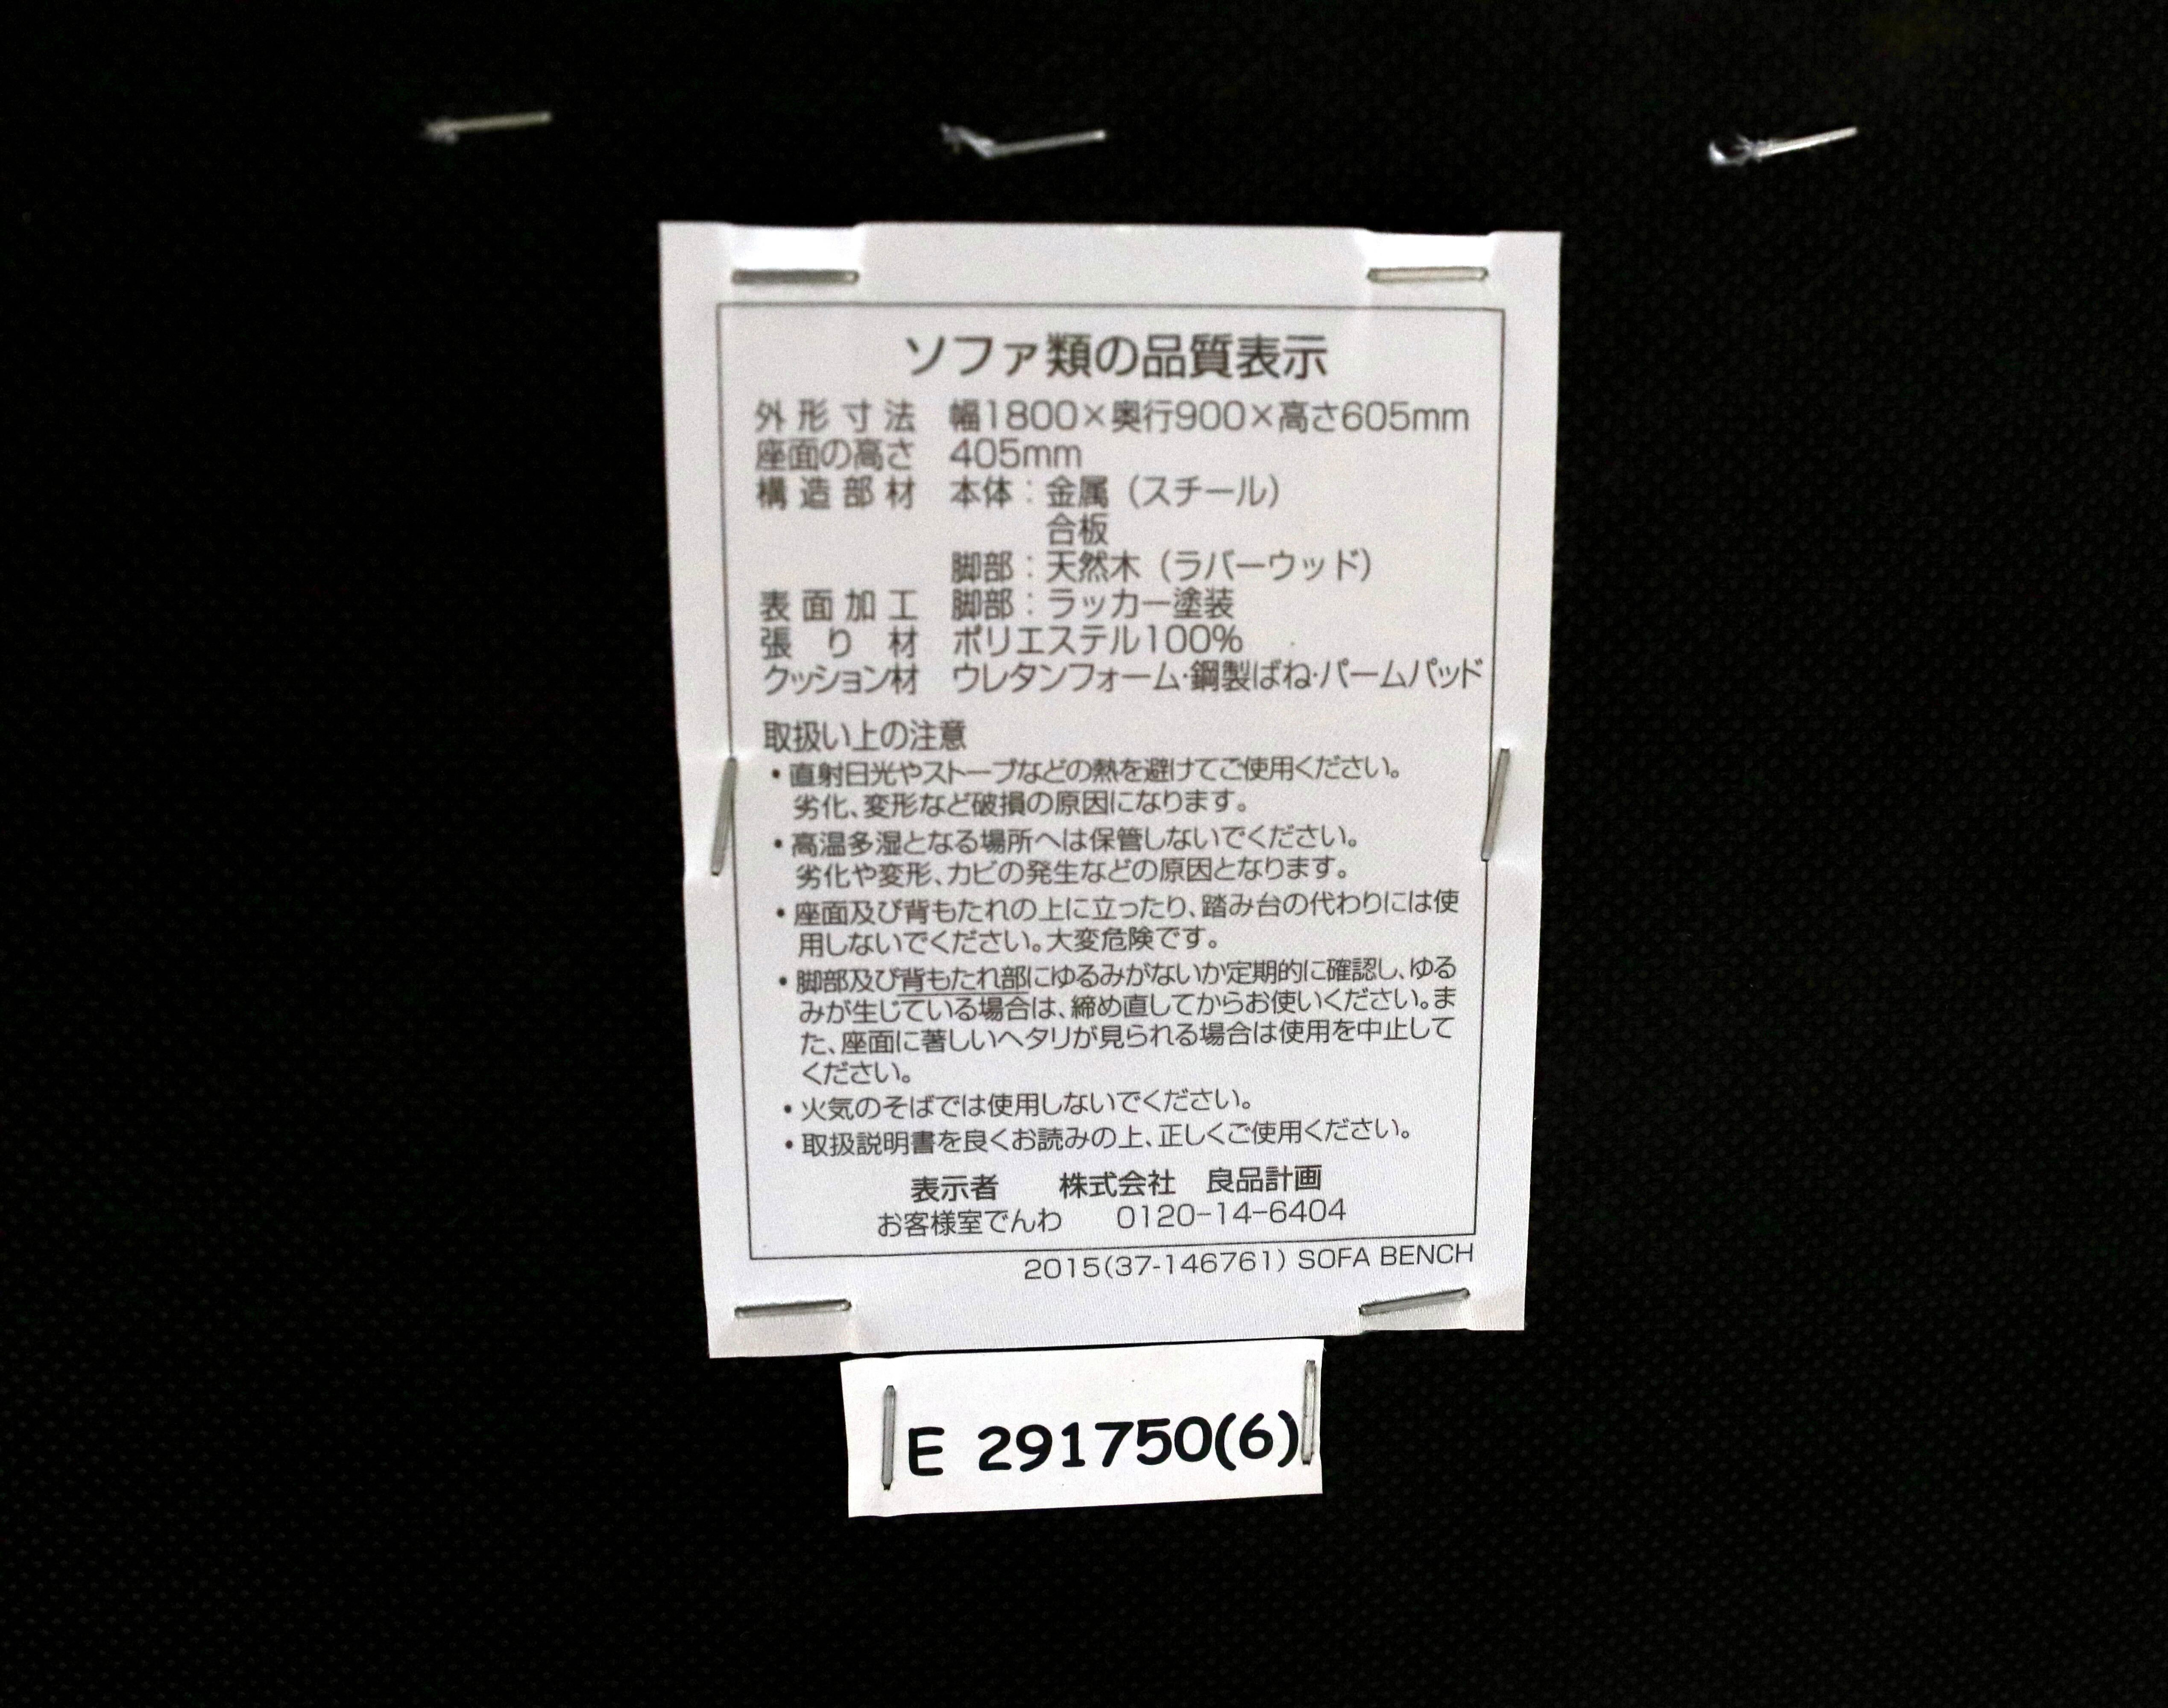 ソファ類の品質表示
外形寸法 幅1800×奥行900×高さ605mm
座面の高さ 405mm
構造部材 本体：金属（スチール）
合板
脚部：天然木（ラバーウッド）
表面加工 脚部：ラッカー塗装
張り材 ポリエステル100%
クッション材 ウレタンフォーム・鋼製ばね・パームパッド
取扱い上の注意
・直射日光やストーブなどの熱を避けてご使用ください。
劣化、変形など破損の原因になります。
・高温多湿となる場所へは保管しないでください。
劣化や変形、カビの発生などの原因となります。
・座面及び背もたれの上に立ったり、踏み台の代わりには使
用しないでください。大変危険です。
・脚部及び背もたれ部にゆるみがないか定期的に確認し、ゆる
みが生じている場合は、締め直してからお使いください。ま
た、座面に著しいヘタリが見られる場合は使用を中止して
ください。
・火気のそばでは使用しないでください。
・取扱説明書を良くお読みの上、正しくご使用ください。
表示者 株式会社 良品計画
お客様室でんわ 0120-14-6404
2015(37-146761) SOFA BENCH
E 291750(6)